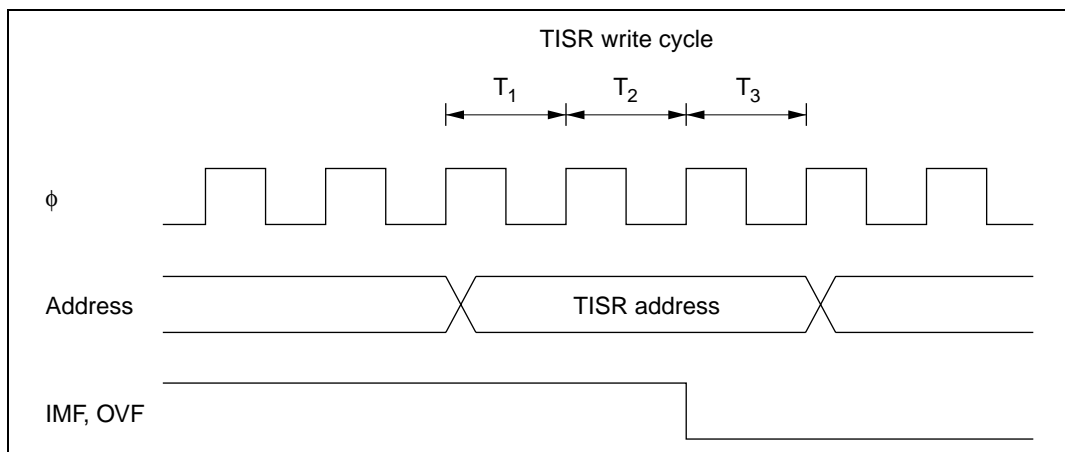 TISR write cycle
T1 T2 T3
ϕ
Address
TISR address
IMF, OVF